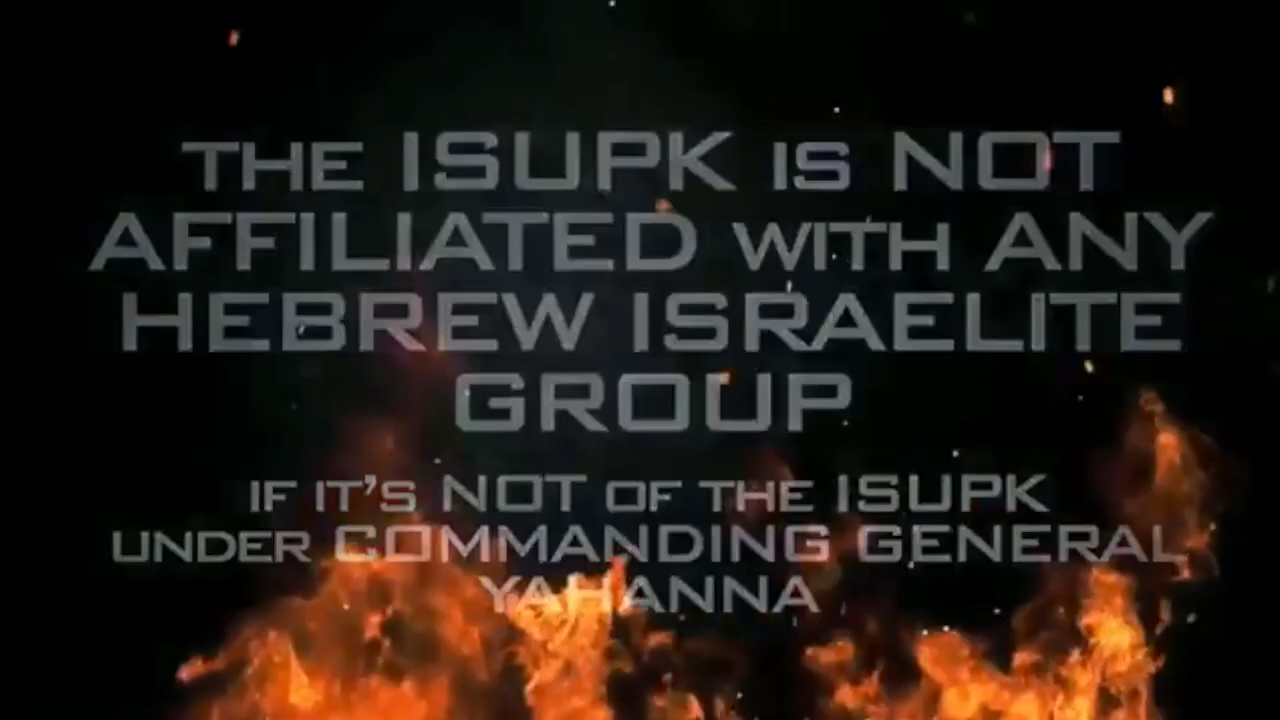 THE ISUPK IS NOT
AFFILIATED WITH ANY
HEBREW ISRAELITE
GROUP
IF IT'S NOT OF THE ISUPK
UNDER COMMANDING GENERAL
YAHANNA